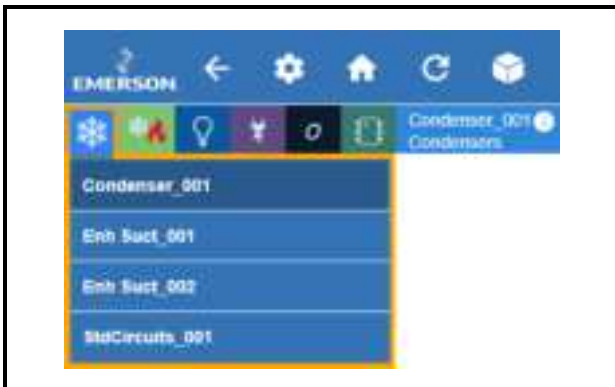 EMERSON
Condenser_001
Condensers
Condenser_001
Enh Suct_001
Enh Suct_002
StdCircuits_001